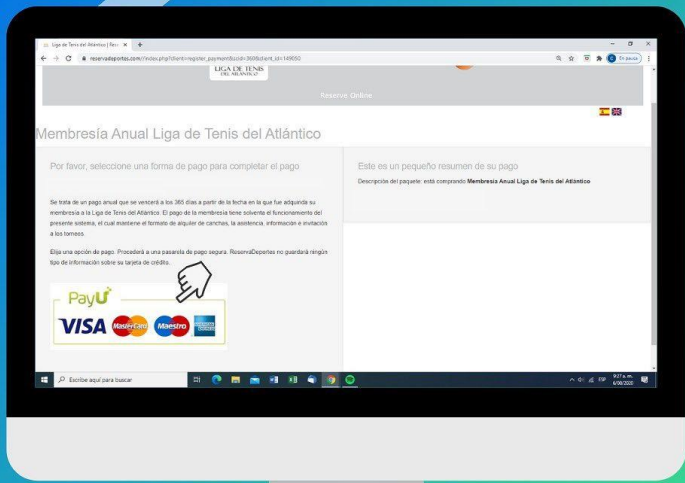 Liga de Tenis del Atlántico | Res
reservadeportes.com/index.php?client=register_payment&ccid=360&client_id=149050
En pausa
LIGA DE TENIS
DEL ATLÁNTICO
Reserve Online
Membresía Anual Liga de Tenis del Atlántico
Por favor, seleccione una forma de pago para completar el pago
Se trata de un pago anual que se vencerá a los 365 días a partir de la fecha en la que fue adquirida su
membresía a la Liga de Tenis del Atlántico. El pago de la membresía tiene solventa el funcionamiento del
presente sistema, el cual mantiene el formato de alquiler de canchas, la asistencia, información e invitación
a los torneos.
Elija una opción de pago. Procederá a una pasarela de pago segura. ReservaDeportes no guardará ningún
tipo de información sobre su tarjeta de crédito.
PayU
VISA MasterCard Maestro AMERICAN EXPRESS
Este es un pequeño resumen de su pago
Descripción del paquete: está comprando Membresía Anual Liga de Tenis del Atlántico
Escribe aquí para buscar
ESP
9:27 a. m.
6/08/2020